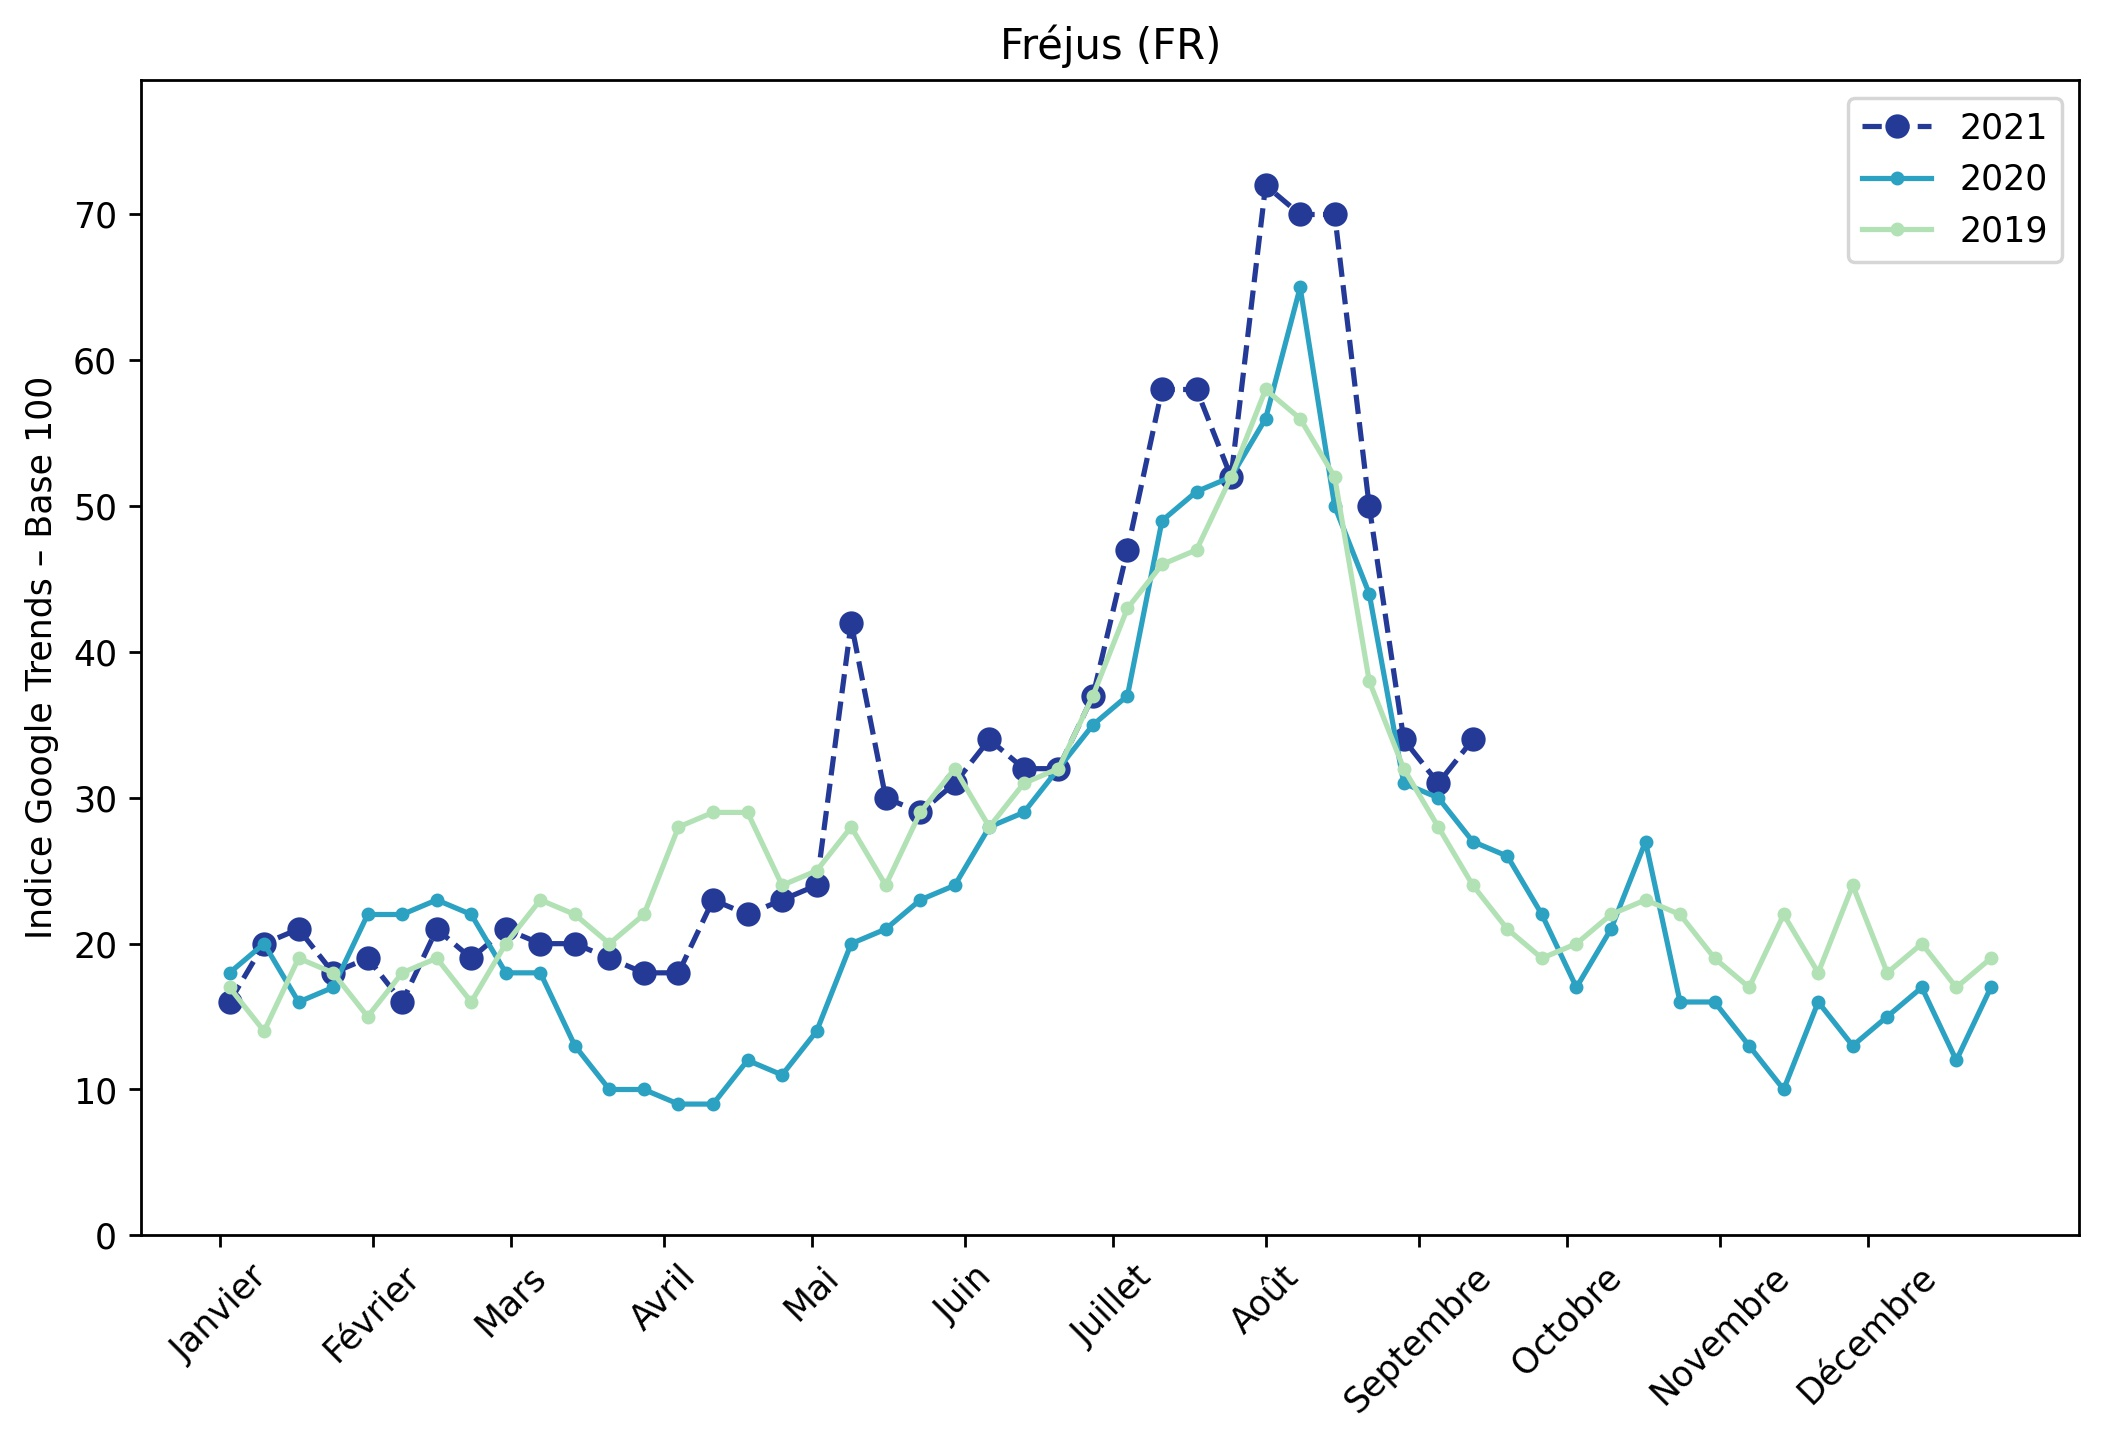 Fréjus (FR)
2021
2020
2019
Indice Google Trends – Base 100
70
60
50
40
30
20
10
0
Janvier
Février
Mars
Avril
Mai
Juin
Juillet
Août
Septembre
Octobre
Novembre
Décembre